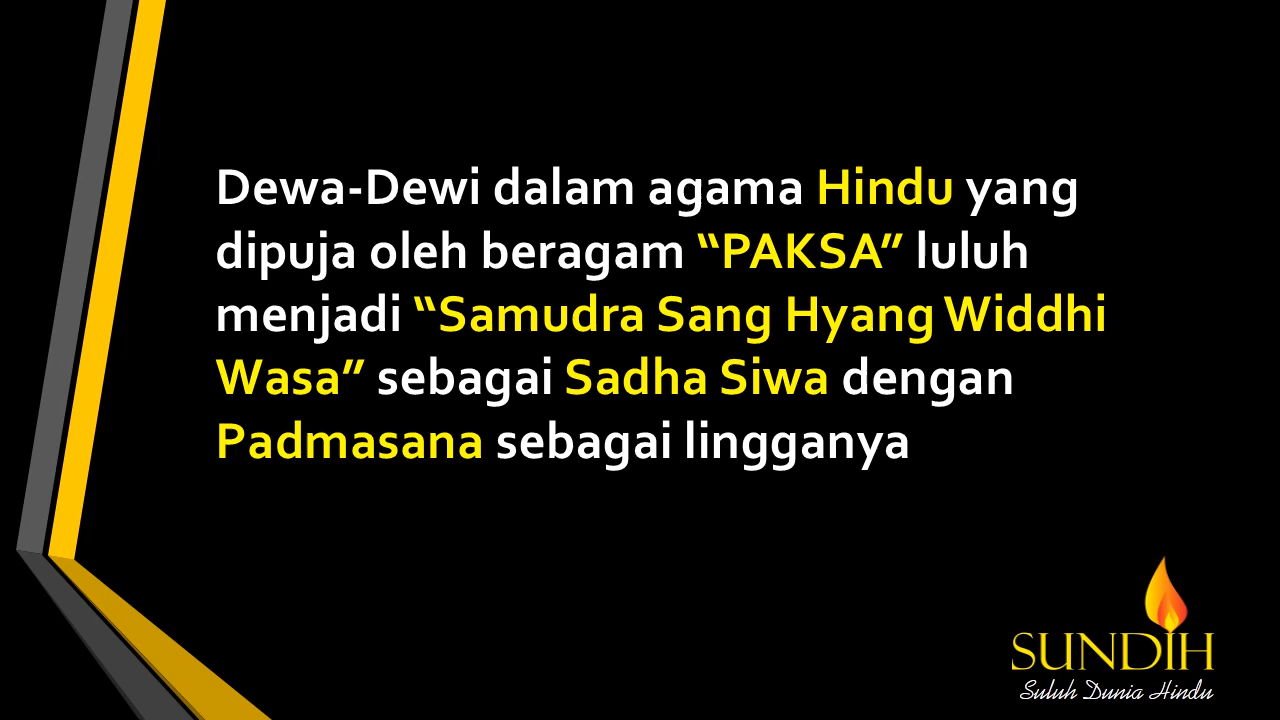 Dewa-Dewi dalam agama Hindu yang
dipuja oleh beragam “PAKSA” luluh
menjadi “Samudra Sang Hyang Widdhi
Wasa” sebagai Sadha Siwa dengan
Padmasana sebagai lingganya
SUNDIH
Suluh Dunia Hindu